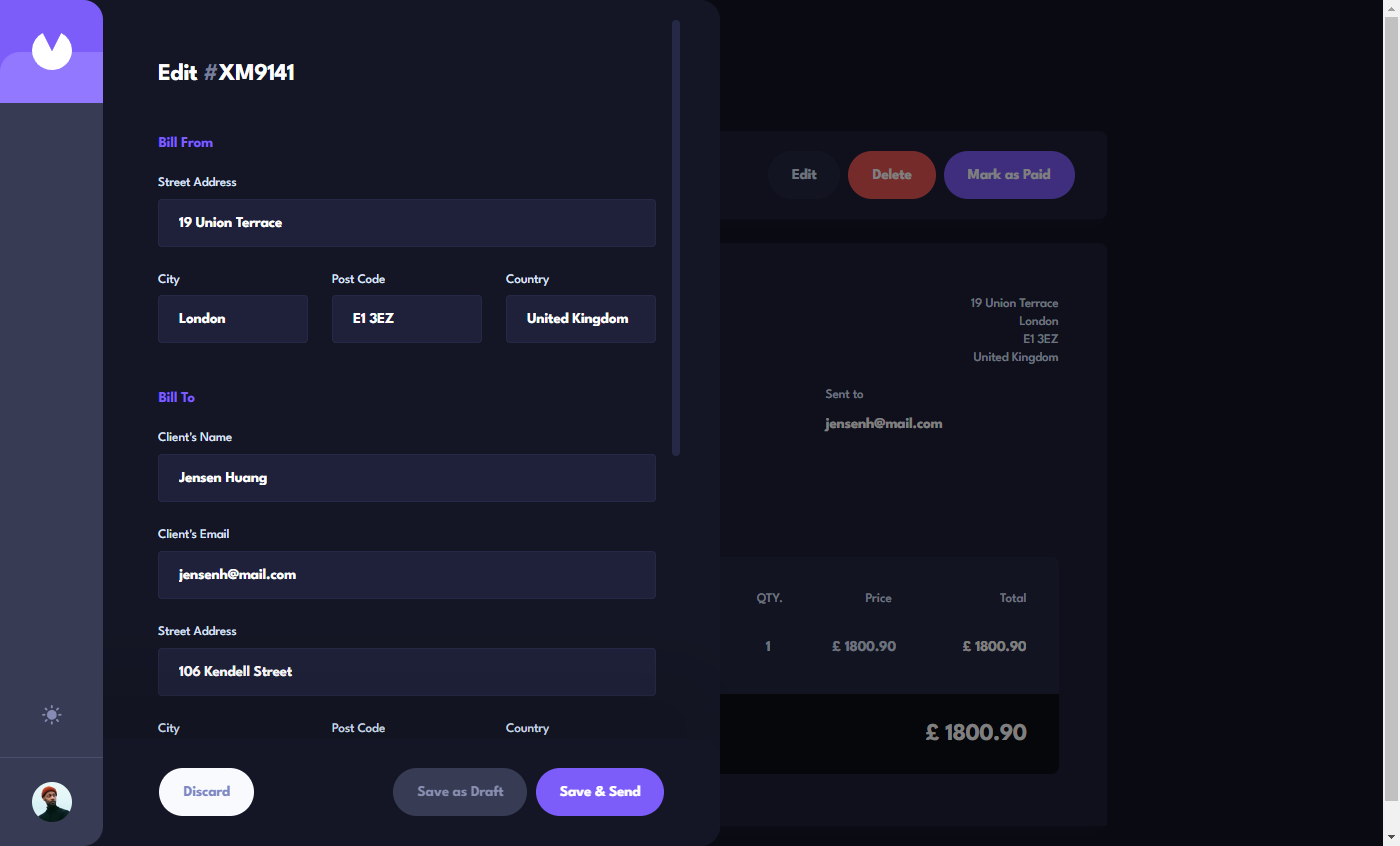 Edit #XM9141
Bill From
Street Address
19 Union Terrace
City Post Code Country
London E1 3EZ United Kingdom
Bill To
Client's Name
Jensen Huang
Client's Email
jensenh@mail.com
Street Address
106 Kendell Street
City Post Code Country
Discard Save as Draft Save & Send
Edit Delete Mark as Paid
19 Union Terrace
London
E1 3EZ
United Kingdom
Sent to
jensenh@mail.com
QTY. Price Total
1 £ 1800.90 £ 1800.90
£ 1800.90